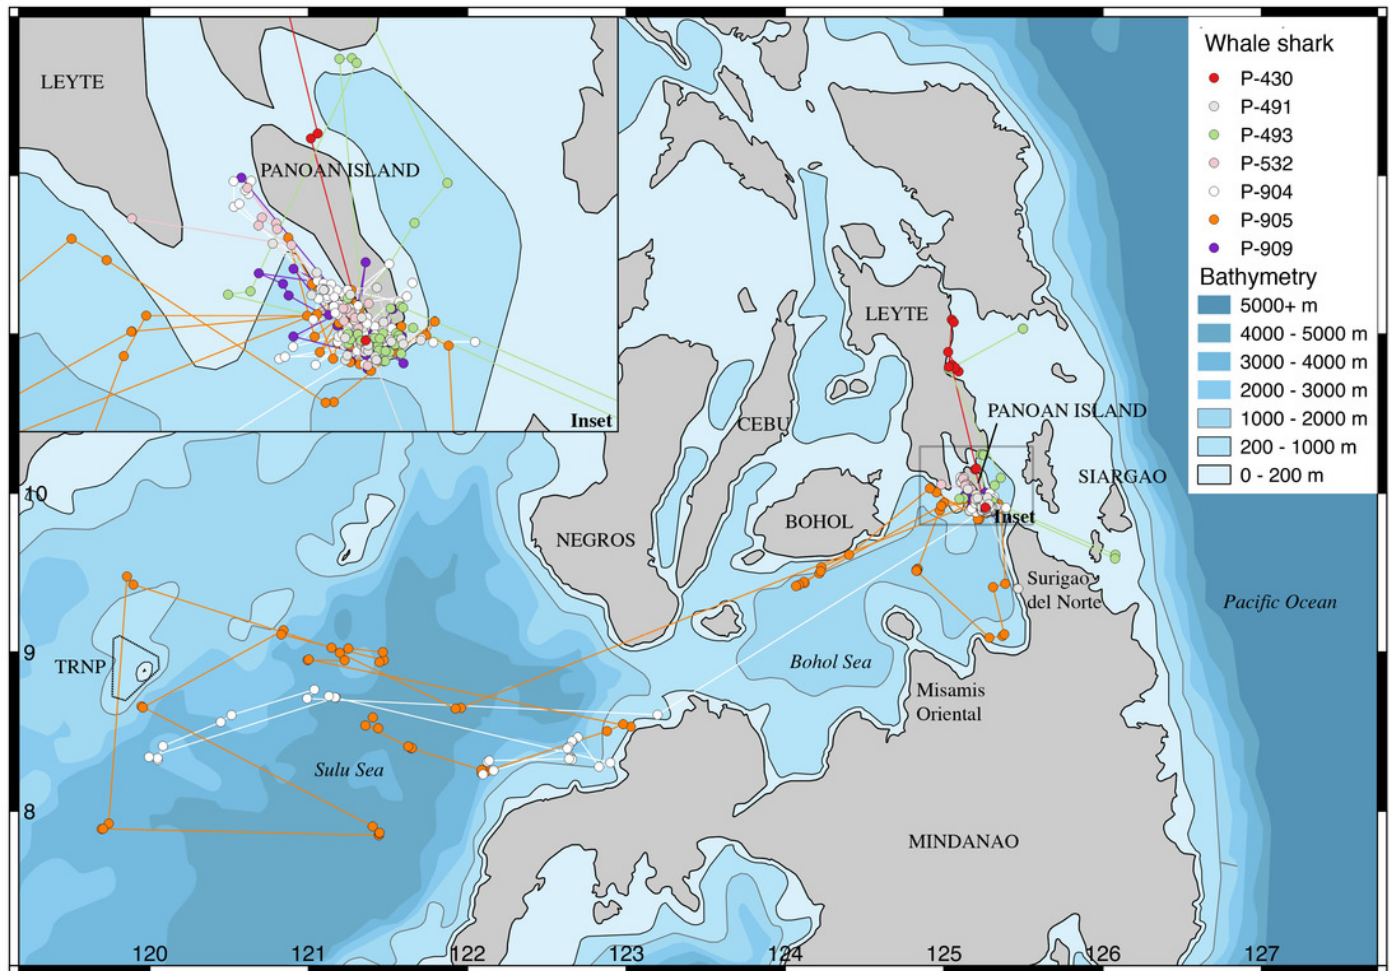 LEYTE
PANOAN ISLAND
Inset
Whale shark
P-430
P-491
P-493
P-532
P-904
P-905
P-909
Bathymetry
5000+ m
4000 - 5000 m
3000 - 4000 m
2000 - 3000 m
1000 - 2000 m
200 - 1000 m
0 - 200 m
LEYTE
PANOAN ISLAND
CEBU
SIARGAO
10
BOHOL
Inset
NEGROS
Surigao
del Norte
Pacific Ocean
9
TRNP
Bohol Sea
Misamis
Oriental
Sulu Sea
8
MINDANAO
120
121
122
123
124
125
126
127